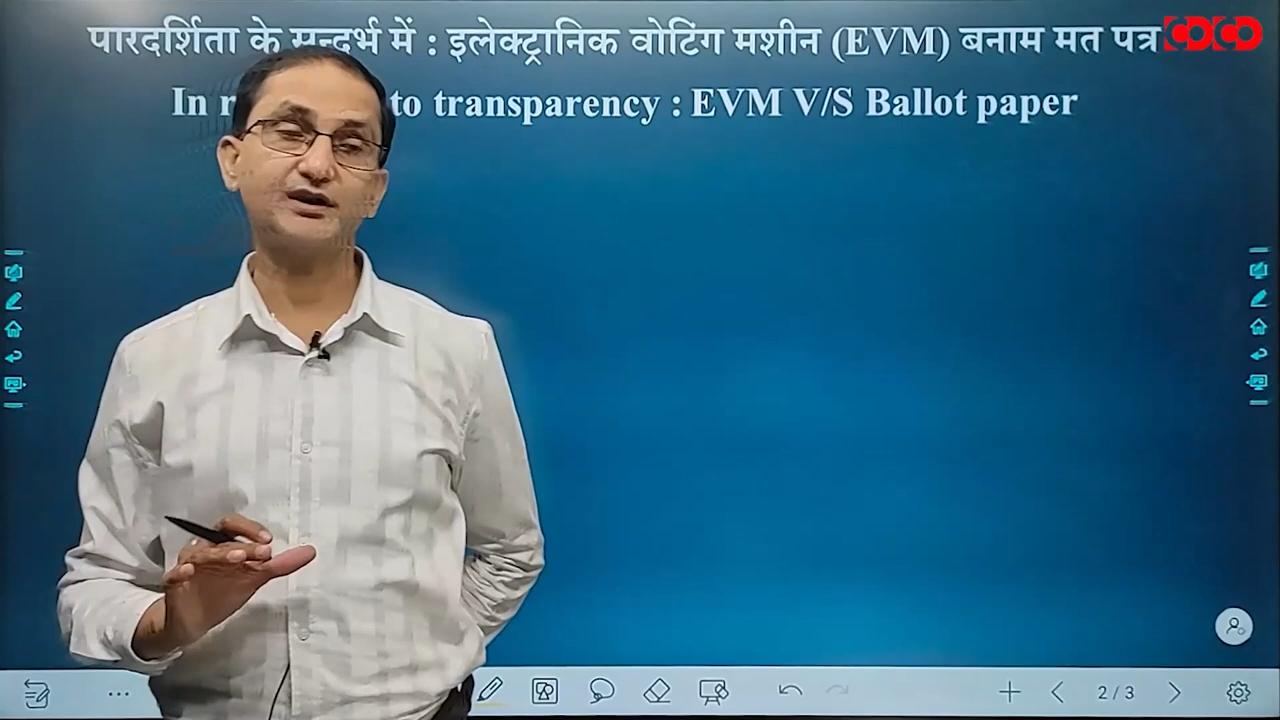 पारदर्शिता के सन्दर्भ में : इलेक्ट्रानिक वोटिंग मशीन (EVM) बनाम मत पत्र
In to transparency : EVM V/S Ballot paper
2/3